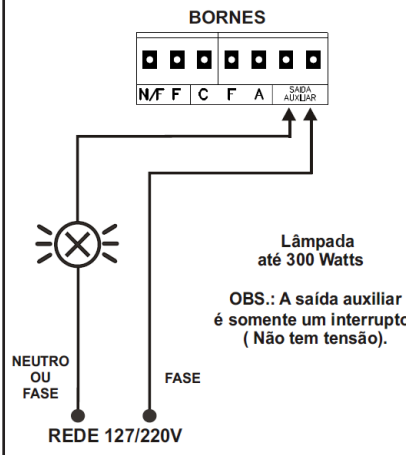 BORNES
N/F F C F A SAÍDA
AUXILIAR
Lâmpada
até 300 Watts
OBS.: A saída auxiliar
é somente um interrupto
( Não tem tensão).
NEUTRO
OU
FASE
FASE
REDE 127/220V